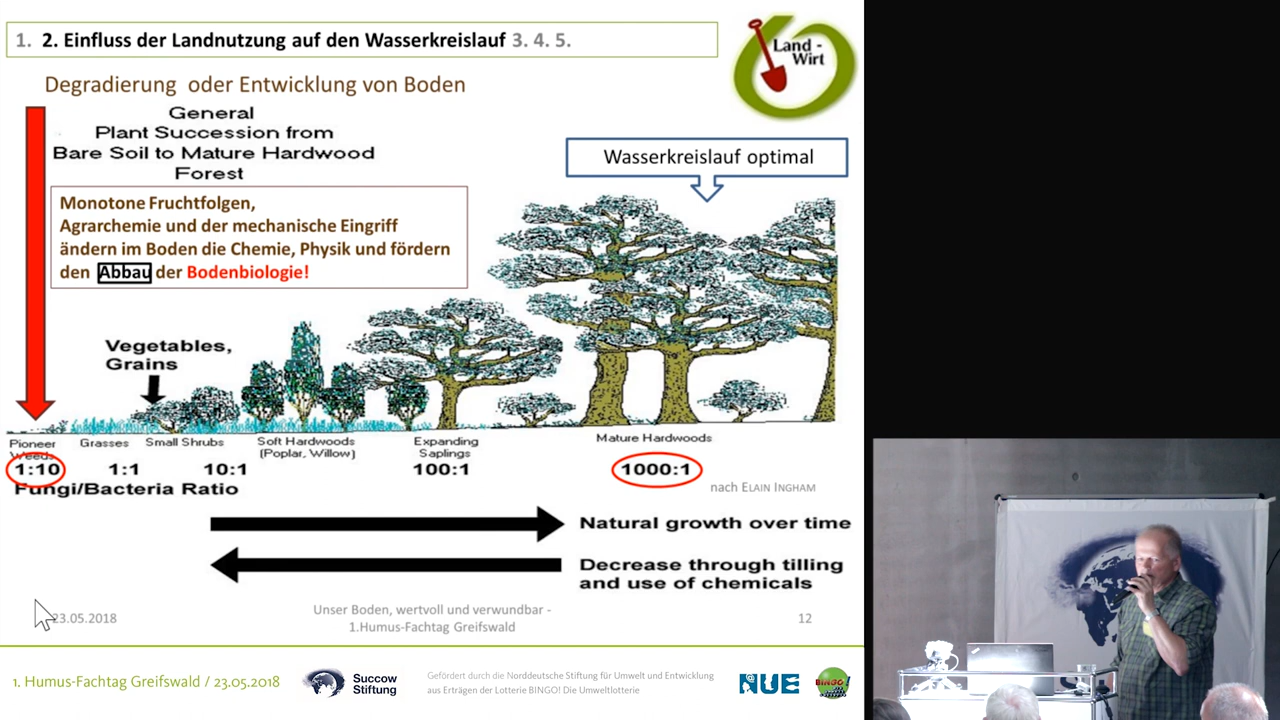 1. 2. Einfluss der Landnutzung auf den Wasserkreislauf 3. 4. 5.
Land -
Wirt
Degradierung oder Entwicklung von Boden
General
Plant Succession from
Bare Soil to Mature Hardwood
Forest
Wasserkreislauf optimal
Monotone Fruchtfolgen,
Agrarchemie und der mechanische Eingriff
ändern im Boden die Chemie, Physik und fördern
den Abbau der Bodenbiologie!
Vegetables,
Grains
Pioneer
Weeds
Grasses
Small Shrubs
Soft Hardwoods
(Poplar, Willow)
Expanding
Saplings
Mature Hardwoods
1:10 1:1 10:1 100:1 1000:1
Fungi/Bacteria Ratio
nach ELAIN INGHAM
Natural growth over time
Decrease through tilling
and use of chemicals
23.05.2018
Unser Boden, wertvoll und verwundbar -
1.Humus-Fachtag Greifswald
12
1. Humus-Fachtag Greifswald / 23.05.2018
Succow
Stiftung
Gefördert durch die Norddeutsche Stiftung für Umwelt und Entwicklung
aus Erträgen der Lotterie BINGO! Die Umweltlotterie
NUE
BINGO!